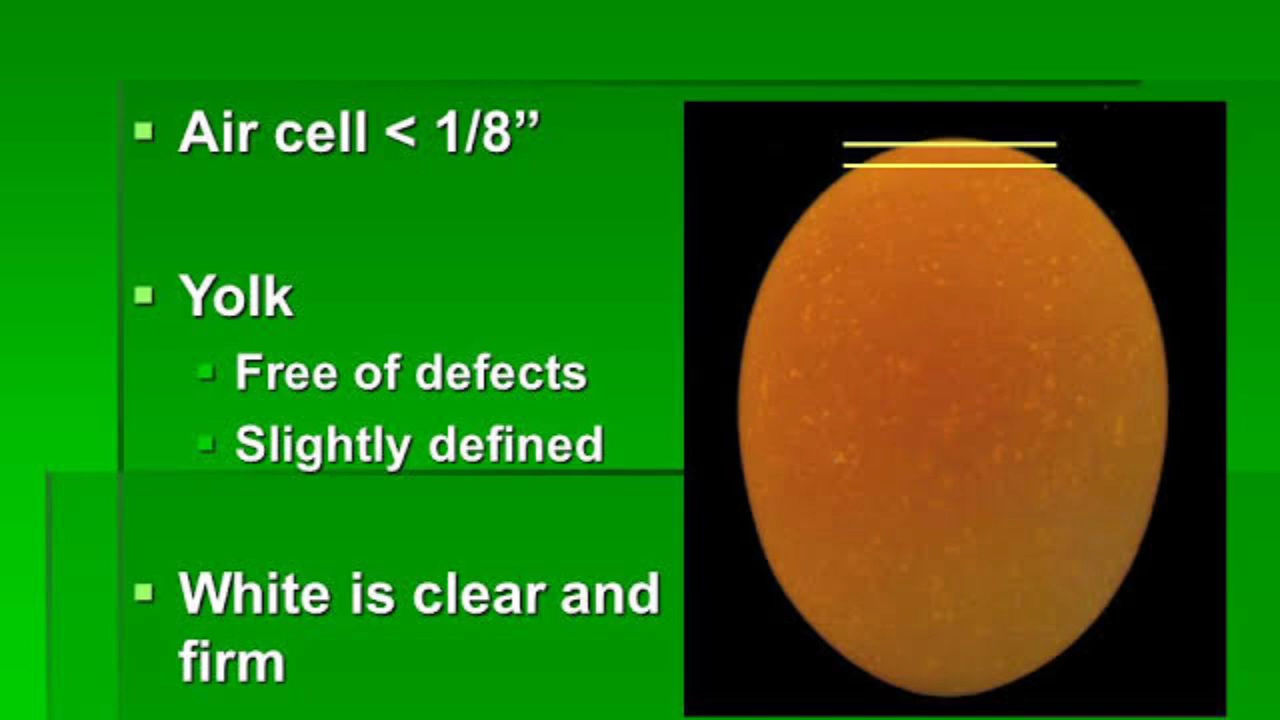 Air cell < 1/8”
Yolk
Free of defects
Slightly defined
White is clear and
firm